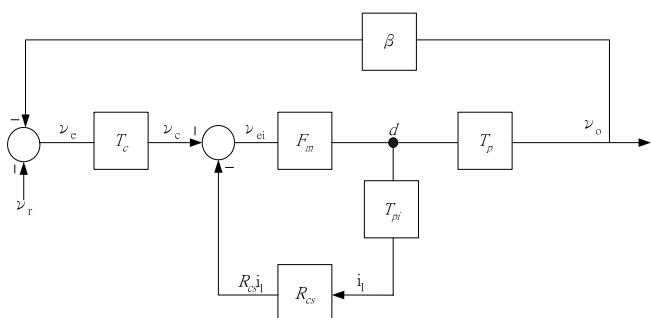 β
−
ν_e
T_c
ν_c
ν_ei
F_m
d
T_p
ν_o
−
ν_r
T_pi
R_cs i_l
R_cs
i_l